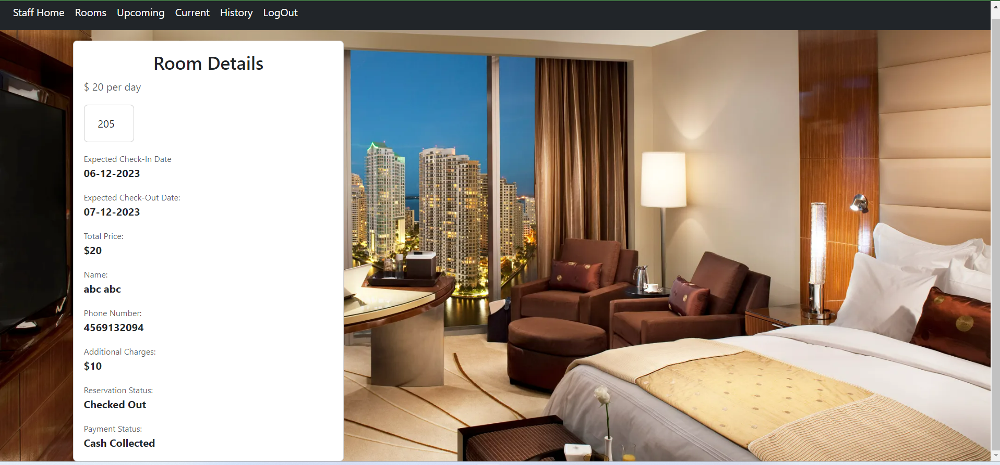 Staff Home Rooms Upcoming Current History LogOut
Room Details
$ 20 per day
205
Expected Check-In Date
06-12-2023
Expected Check-Out Date:
07-12-2023
Total Price:
$20
Name:
abc abc
Phone Number:
4569132094
Additional Charges:
$10
Reservation Status:
Checked Out
Payment Status:
Cash Collected